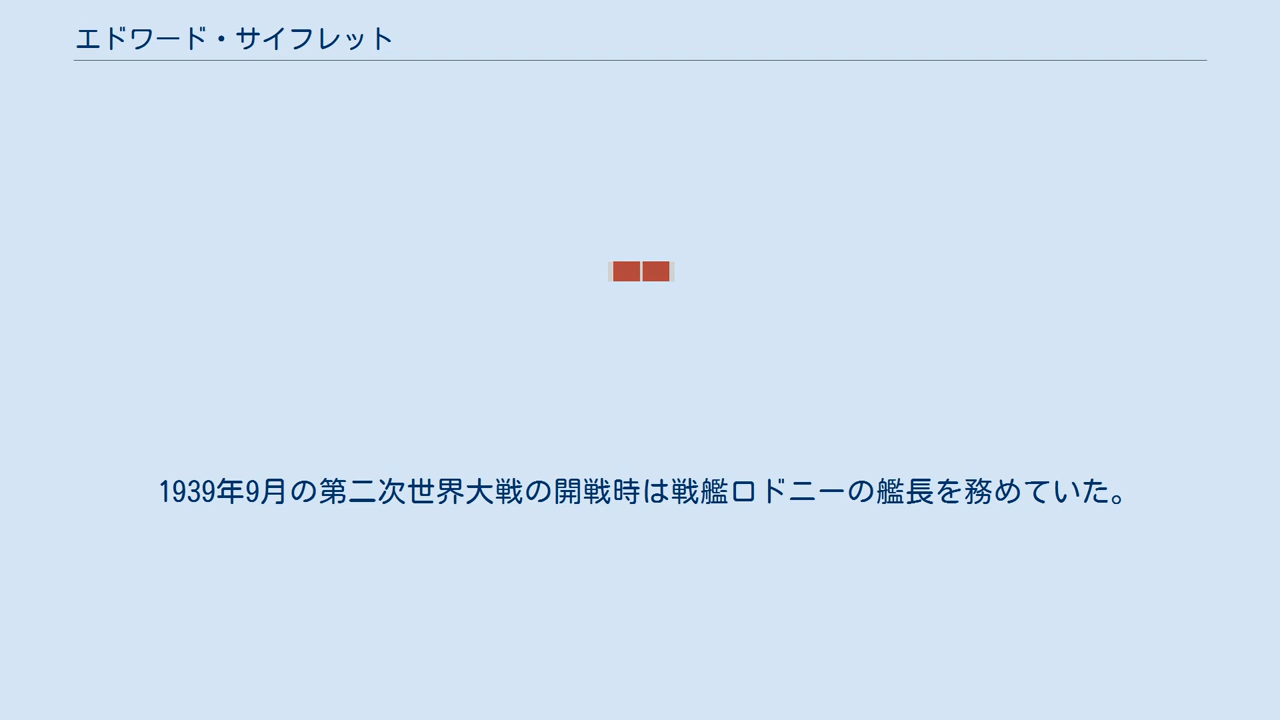 エドワード・サイフレット
1939年9月の第二次世界大戦の開戦時は戦艦ロドニーの艦長を務めていた。